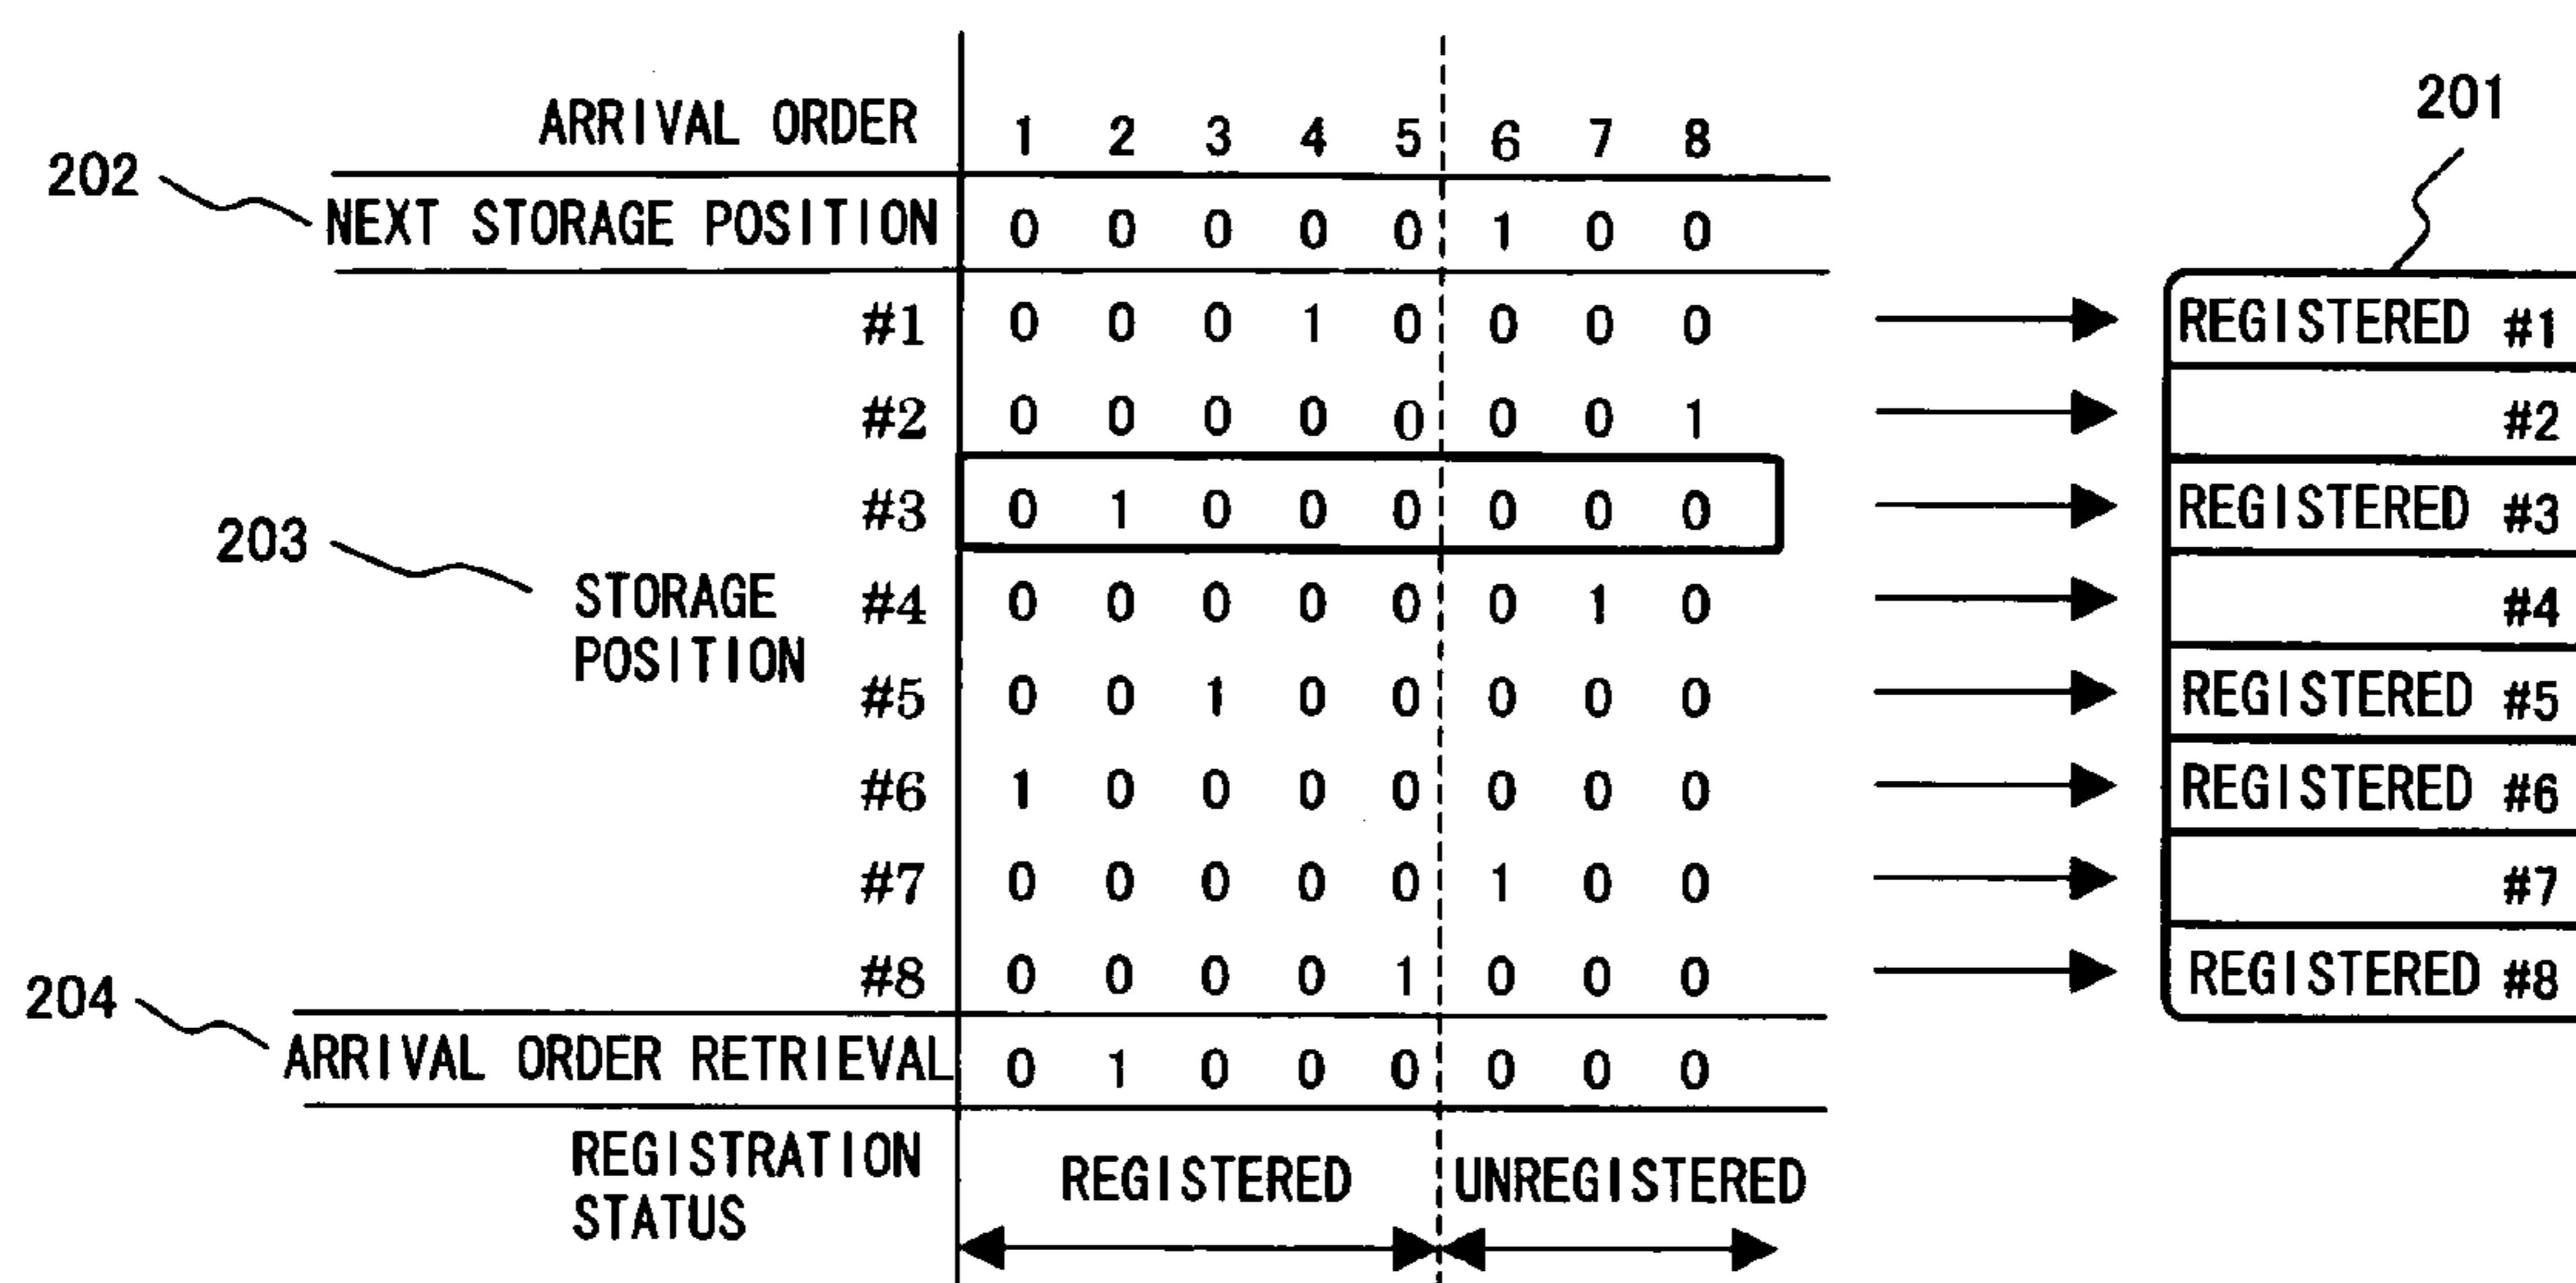 201
ARRIVAL ORDER 1 2 3 4 5 6 7 8
202
NEXT STORAGE POSITION 0 0 0 0 0 1 0 0
#1 0 0 0 1 0 0 0 0 REGISTERED #1
#2 0 0 0 0 0 0 0 1 #2
#3 0 1 0 0 0 0 0 0 REGISTERED #3
203
STORAGE
POSITION
#4 0 0 0 0 0 0 1 0 #4
#5 0 0 1 0 0 0 0 0 REGISTERED #5
#6 1 0 0 0 0 0 0 0 REGISTERED #6
#7 0 0 0 0 0 1 0 0 #7
#8 0 0 0 0 1 0 0 0 REGISTERED #8
204
ARRIVAL ORDER RETRIEVAL 0 1 0 0 0 0 0 0
REGISTRATION
STATUS
REGISTERED UNREGISTERED